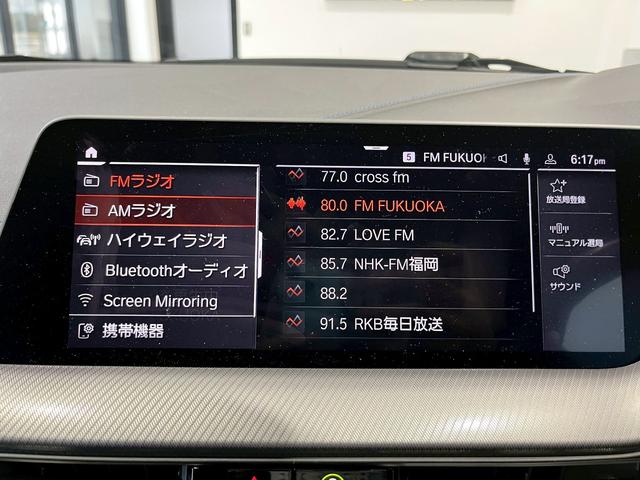 5 FM FUKUO
6:17pm
FMラジオ
AMラジオ
ハイウェイラジオ
Bluetoothオーディオ
Screen Mirroring
携帯機器
77.0 cross fm
80.0 FM FUKUOKA
82.7 LOVE FM
85.7 NHK-FM福岡
88.2
91.5 RKB毎日放送
放送局登録
マニュアル選局
サウンド